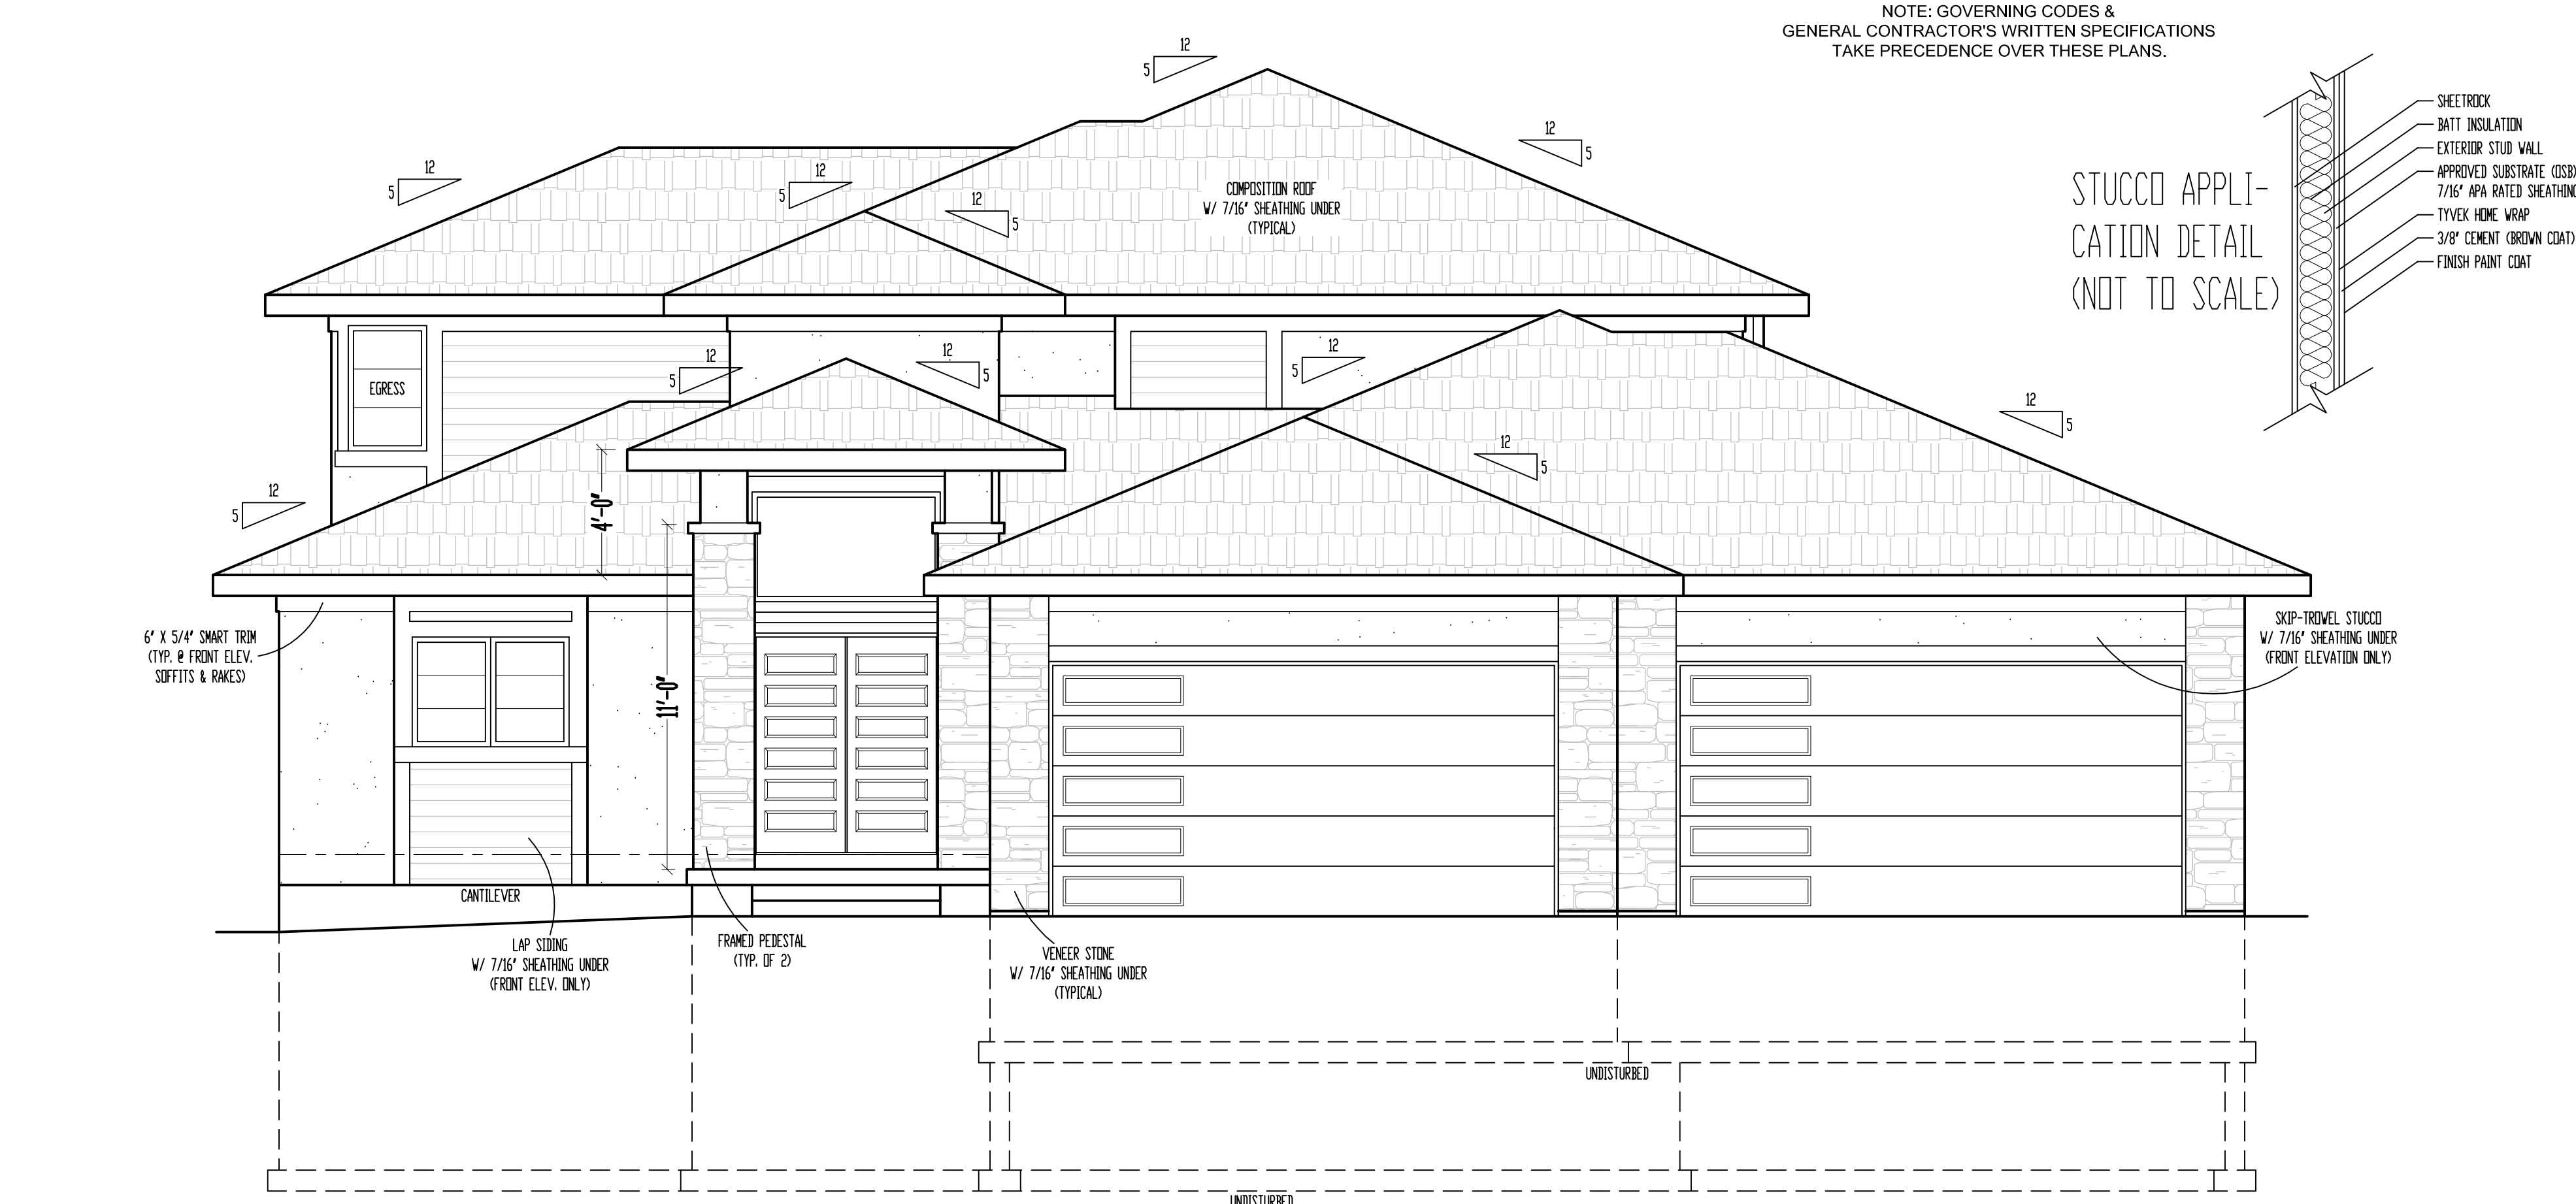 NOTE: GOVERNING CODES &
GENERAL CONTRACTOR'S WRITTEN SPECIFICATIONS
TAKE PRECEDENCE OVER THESE PLANS.
12
5
12
5
12
5
12
5
12
5
COMPOSITION ROOF
W/ 7/16" SHEATHING UNDER
(TYPICAL)
STUCCO APPLI-
CATION DETAIL
(NOT TO SCALE)
SHEETROCK
BATT INSULATION
EXTERIOR STUD WALL
APPROVED SUBSTRATE (OSB)
7/16" APA RATED SHEATHING
TYVEK HOME WRAP
3/8" CEMENT (BROWN COAT)
FINISH PAINT COAT
EGRESS
12
5
12
5
12
5
12
5
12
5
12
5
4'-0"
11'-0"
6" X 5/4" SMART TRIM
(TYP. @ FRONT ELEV.
SOFFITS & RAKES)
SKIP-TROWEL STUCCO
W/ 7/16" SHEATHING UNDER
(FRONT ELEVATION ONLY)
CANTILEVER
LAP SIDING
W/ 7/16" SHEATHING UNDER
(FRONT ELEV. ONLY)
FRAMED PEDESTAL
(TYP. OF 2)
VENEER STONE
W/ 7/16" SHEATHING UNDER
(TYPICAL)
UNDISTURBED
UNDISTURBED